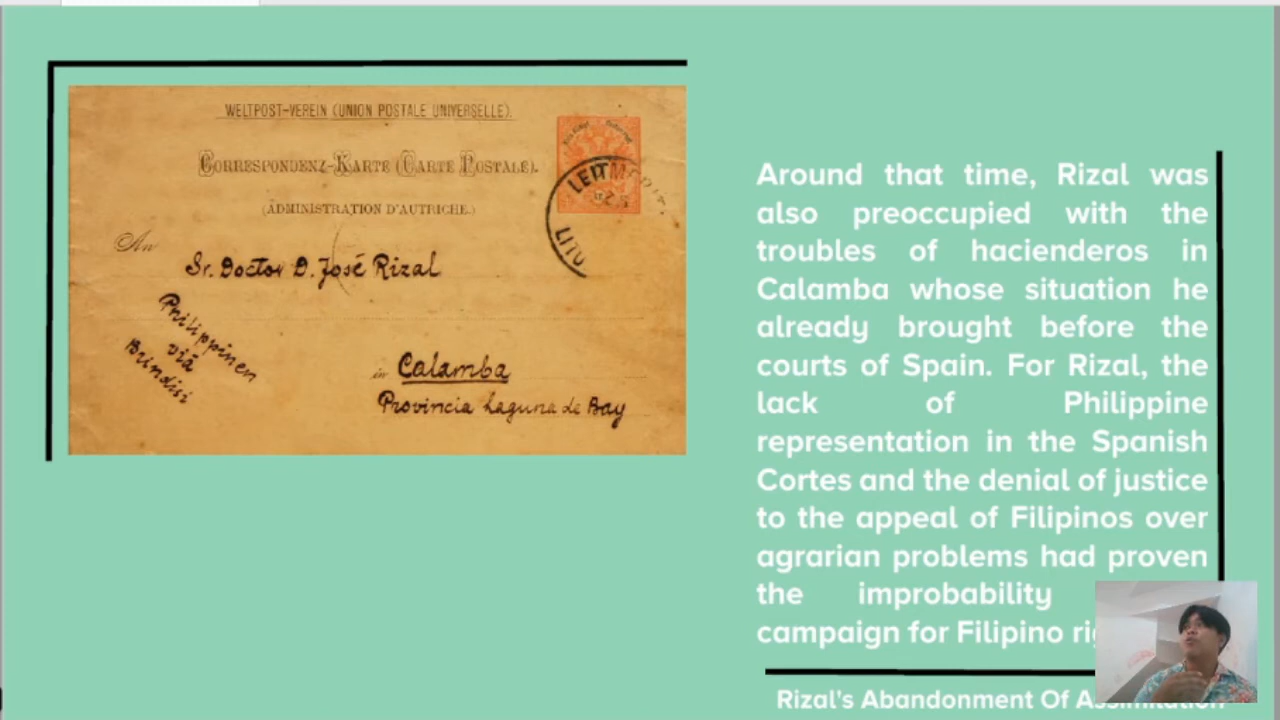 WELTPOST-VEREIN (UNION POSTALE UNIVERSELLE).
CORRESPONDENZ-KARTE (CARTE POSTALE).
(ADMINISTRATION D'AUTRICHE.)
An
Sr. Doctor D. José Rizal
Philippinen
viâ
Brindisi
in Calamba
Provincia Laguna de Bay
LEITM
Around that time, Rizal was
also preoccupied with the
troubles of hacienderos in
Calamba whose situation he
already brought before the
courts of Spain. For Rizal, the
lack of Philippine
representation in the Spanish
Cortes and the denial of justice
to the appeal of Filipinos over
agrarian problems had proven
the improbability
campaign for Filipino
Rizal's Abandonment Of